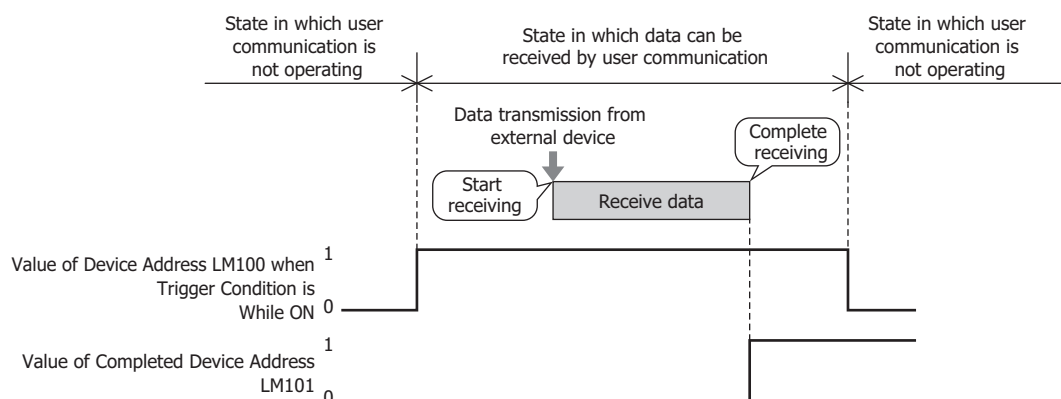 State in which user
communication is
not operating
State in which data can be
received by user communication
State in which user
communication is
not operating
Data transmission from
external device
Complete
receiving
Start
receiving
Receive data
Value of Device Address LM100 when
Trigger Condition is
While ON
1
0
Value of Completed Device Address
LM101
1
0